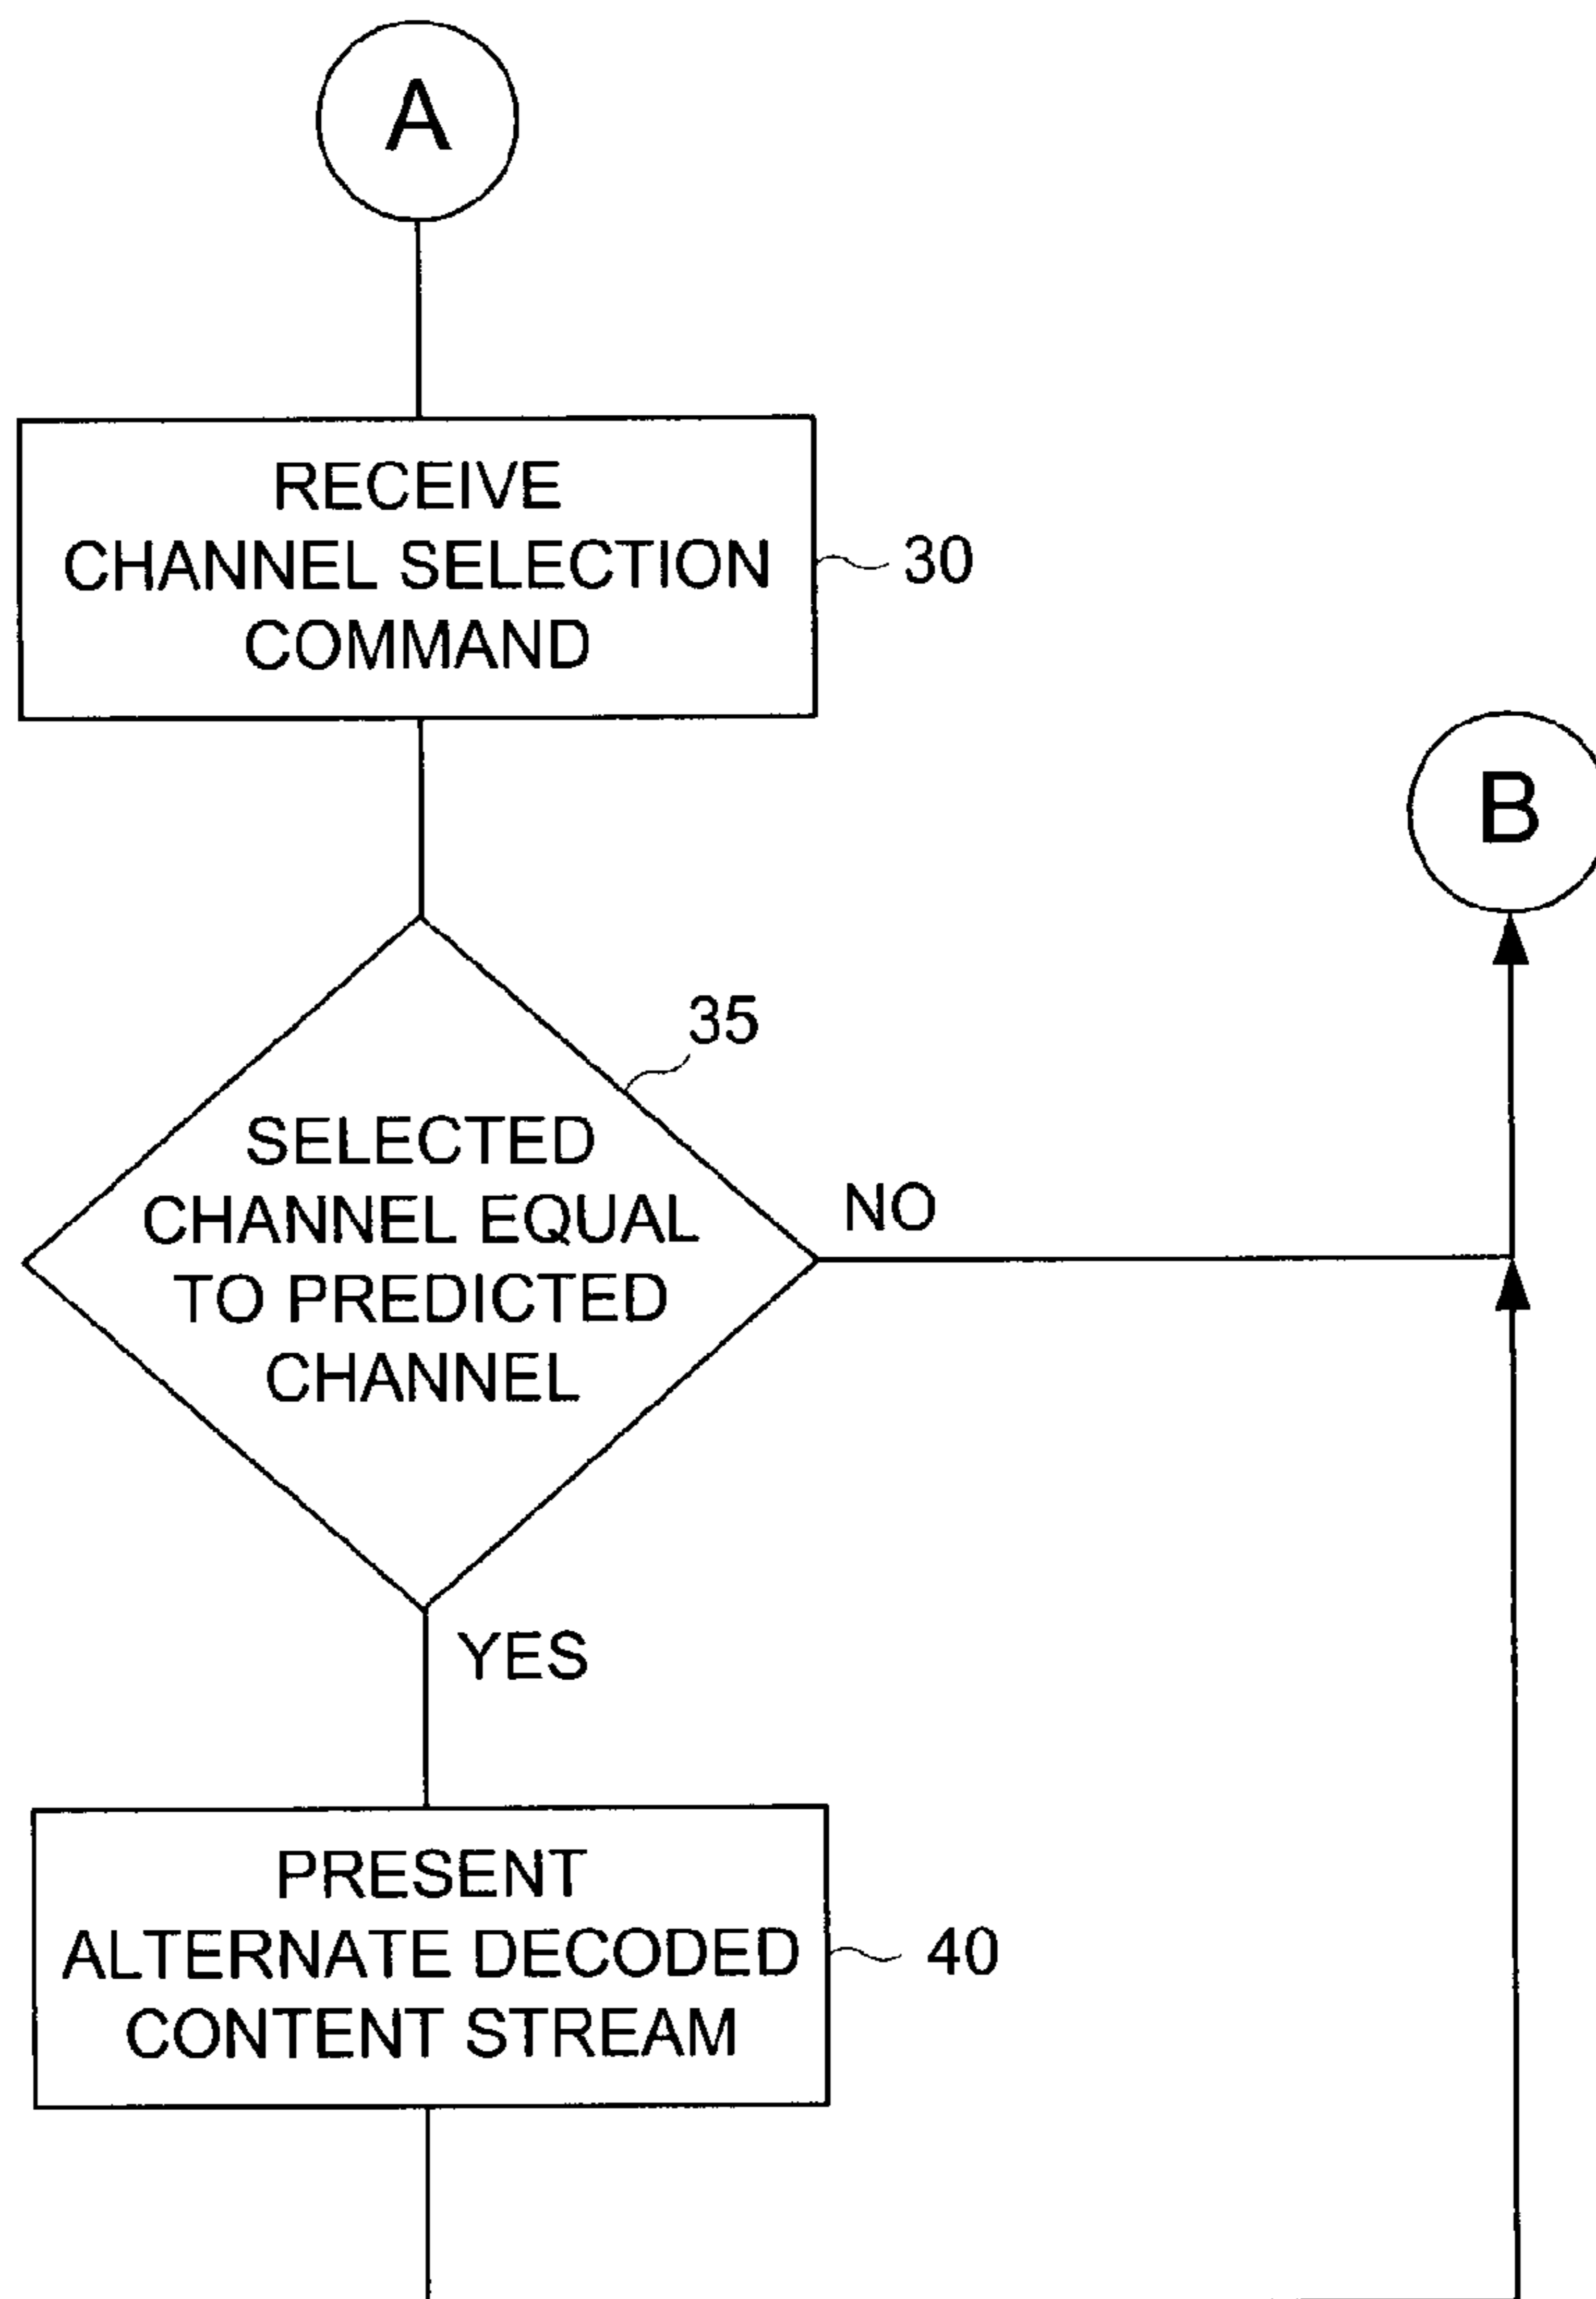 A
RECEIVE
CHANNEL SELECTION
COMMAND
30
B
35
SELECTED
CHANNEL EQUAL
TO PREDICTED
CHANNEL
NO
YES
PRESENT
ALTERNATE DECODED
CONTENT STREAM
40